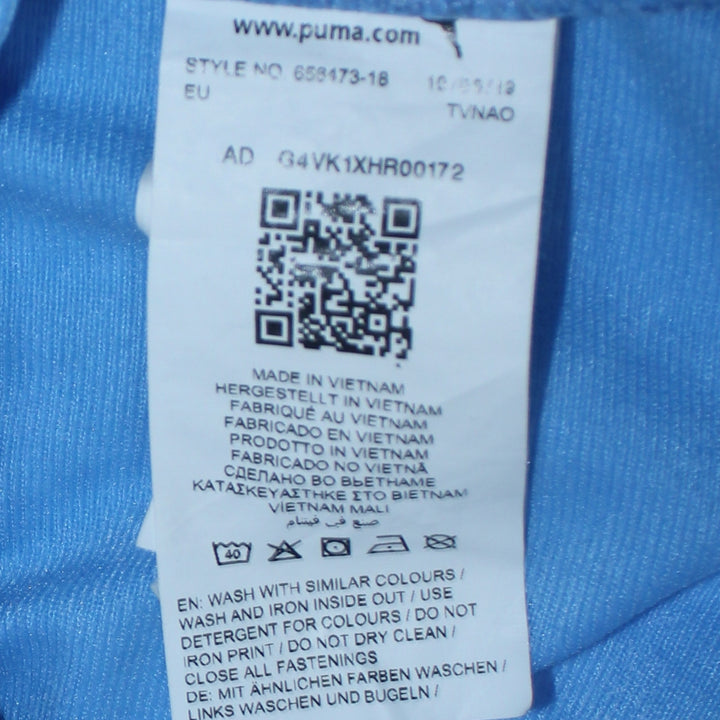 www.puma.com
STYLE NO 656473-18
EU
TVNAO
AD G4VK1XHR00172
MADE IN VIETNAM
HERGESTELLT IN VIETNAM
FABRIQUÉ AU VIETNAM
FABRICADO EN VIETNAM
PRODOTTO IN VIETNAM
FABRICADO NO VIETNÃ
СДЕЛАНО ВО ВЬЕТНАМЕ
ΚΑΤΑΣΚΕΥΑΣΤΗΚΕ ΣΤΟ ΒΙΕΤΝΑΜ
VIETNAM MALI
صنع في فيتنام
40
EN: WASH WITH SIMILAR COLOURS /
WASH AND IRON INSIDE OUT / USE
DETERGENT FOR COLOURS / DO NOT
IRON PRINT / DO NOT DRY CLEAN /
CLOSE ALL FASTENINGS
DE: MIT ÄHNLICHEN FARBEN WASCHEN /
LINKS WASCHEN UND BUGELN /